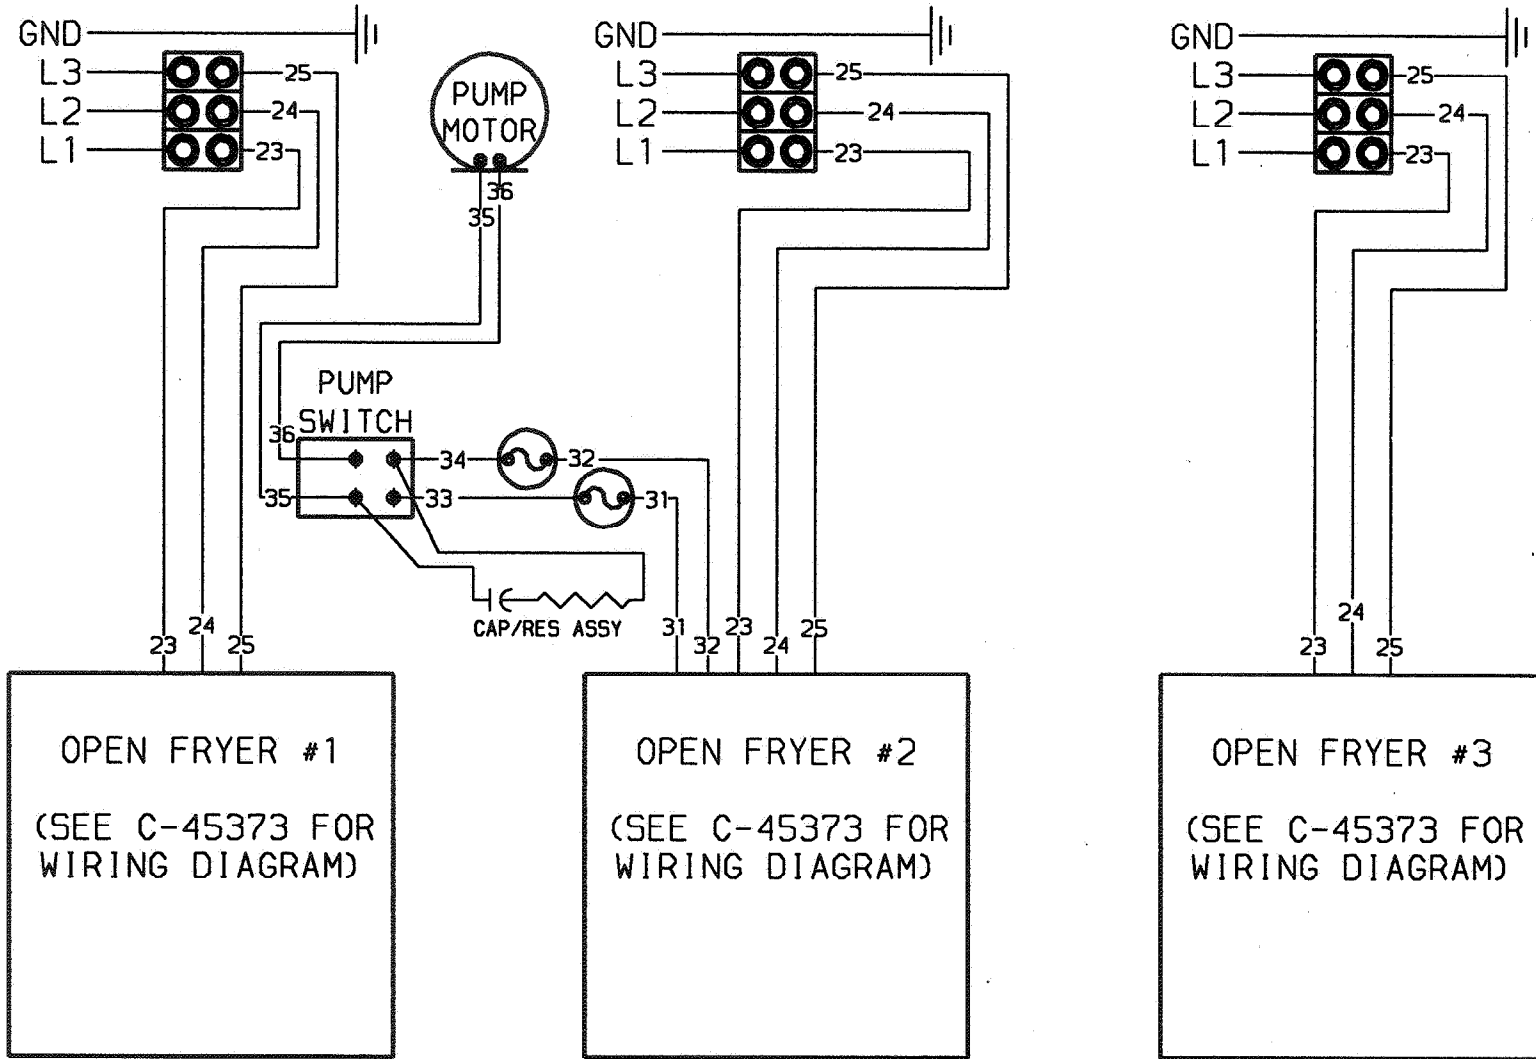 GND
L3
25
L2
24
L1
23
PUMP
MOTOR
36
35
GND
L3
25
L2
24
L1
23
GND
L3
25
L2
24
L1
23
PUMP
SWITCH
36
34
32
35
33
31
CAP/RES ASSY
23
24
25
31
32
23
24
25
23
24
25
OPEN FRYER #1
(SEE C-45373 FOR
WIRING DIAGRAM)
OPEN FRYER #2
(SEE C-45373 FOR
WIRING DIAGRAM)
OPEN FRYER #3
(SEE C-45373 FOR
WIRING DIAGRAM)